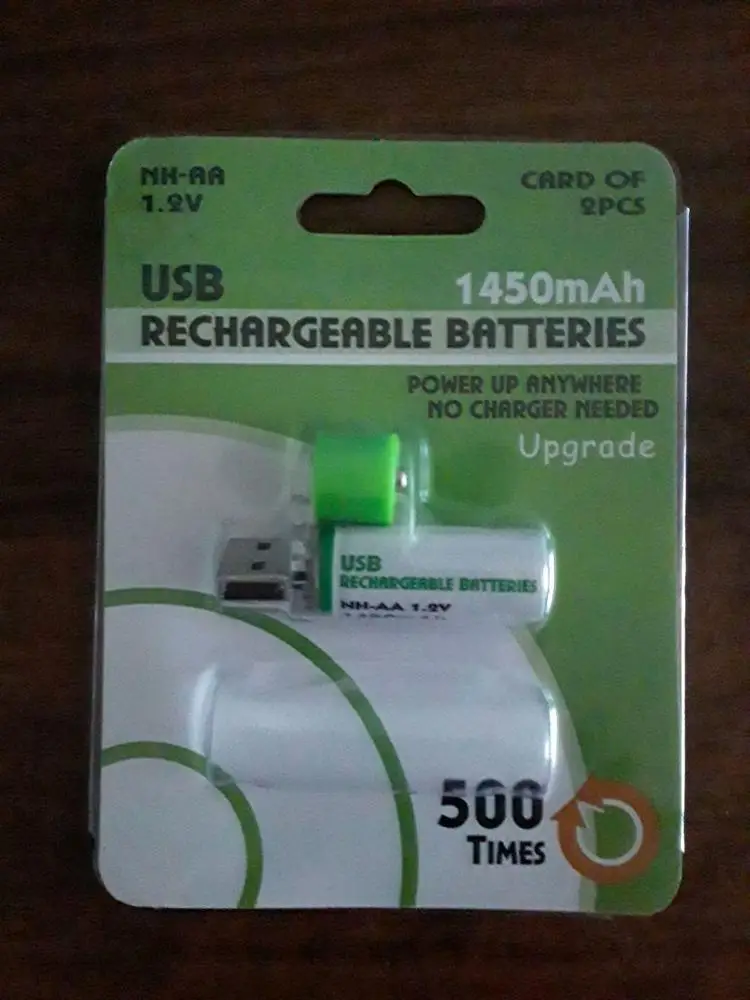 NH-AA
1.2V
CARD OF
2PCS
USB
1450mAh
RECHARGEABLE BATTERIES
POWER UP ANYWHERE
NO CHARGER NEEDED
Upgrade
USB
RECHARGEABLE BATTERIES
NH-AA 1.2V
500
TIMES